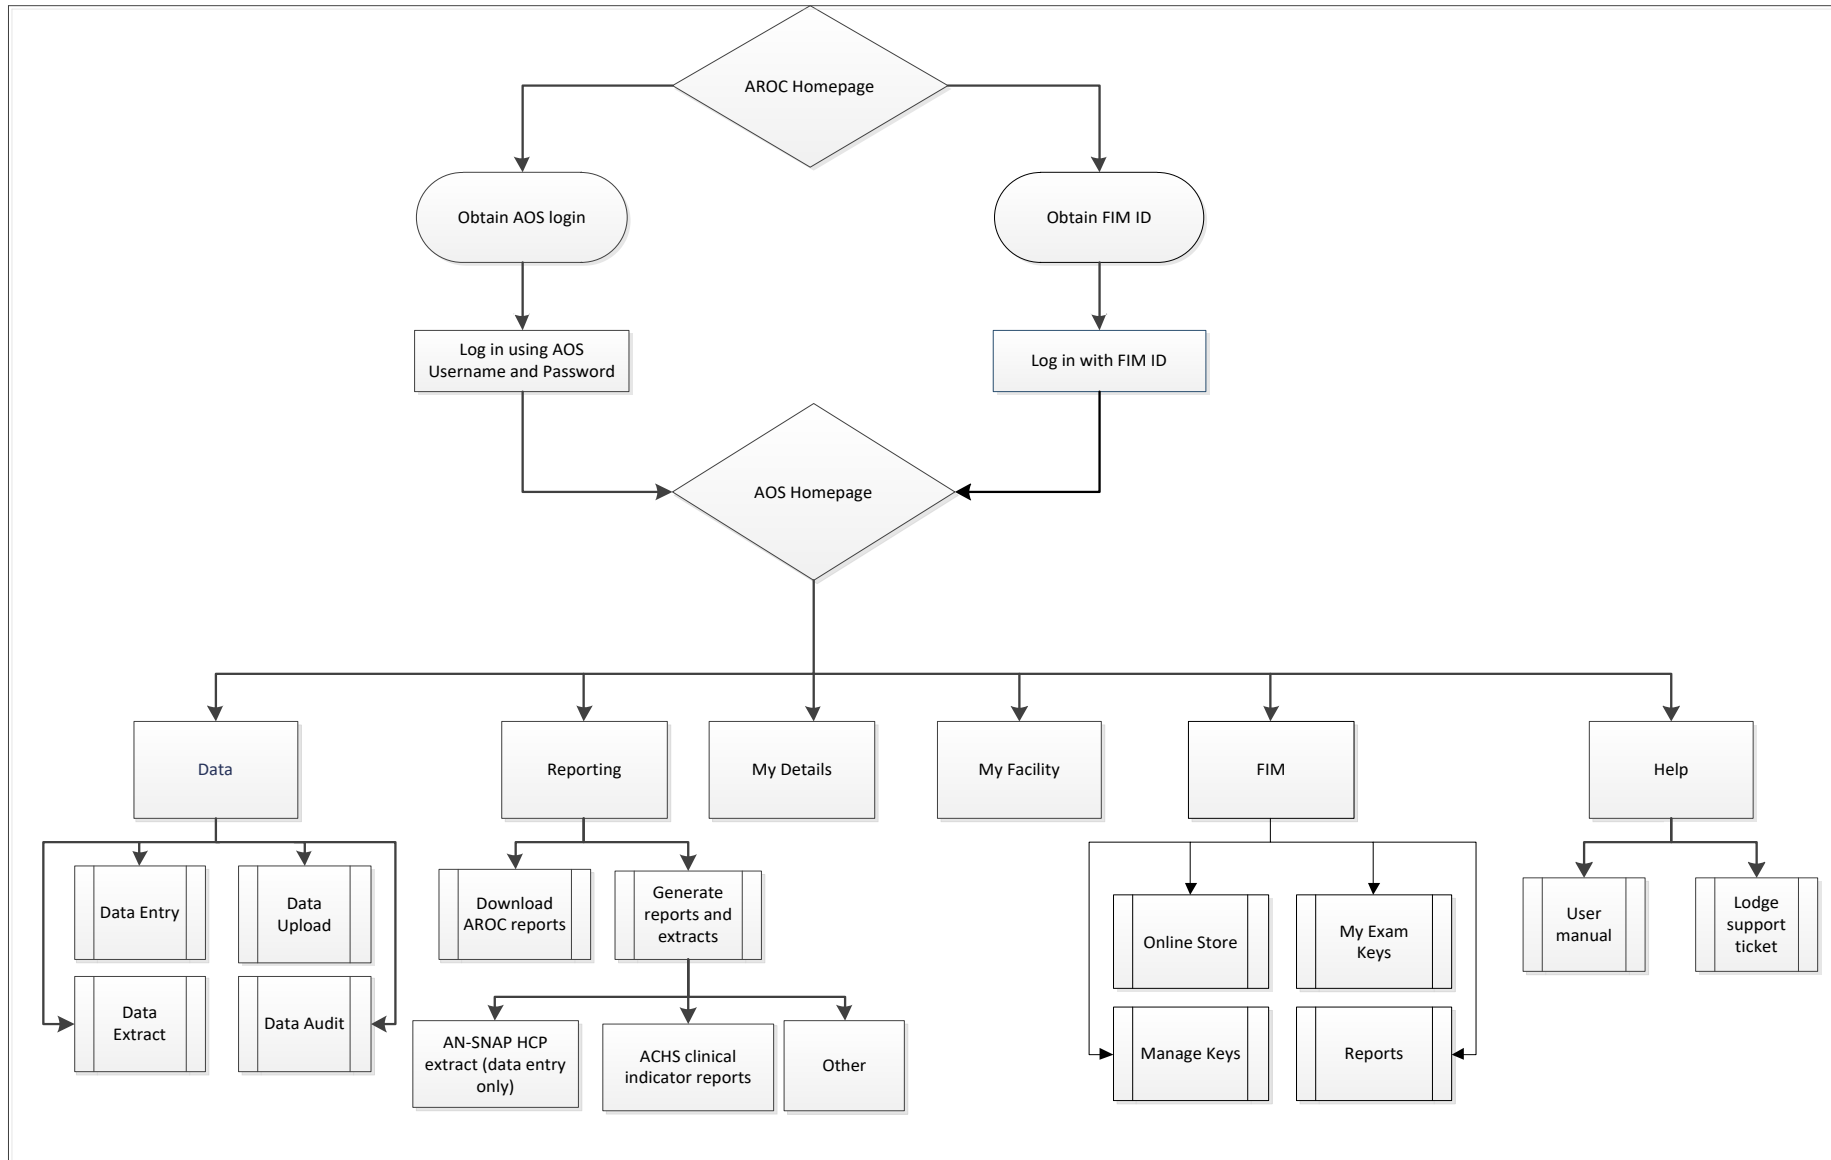 AROC Homepage
Obtain AOS login
Obtain FIM ID
Log in using AOS
Username and Password
Log in with FIM ID
AOS Homepage
Data
Reporting
My Details
My Facility
FIM
Help
Data Entry
Data
Upload
Data
Extract
Data Audit
Download
AROC reports
Generate
reports and
extracts
AN-SNAP HCP
extract (data entry
only)
ACHS clinical
indicator reports
Other
Online Store
My Exam
Keys
Manage Keys
Reports
User
manual
Lodge
support
ticket